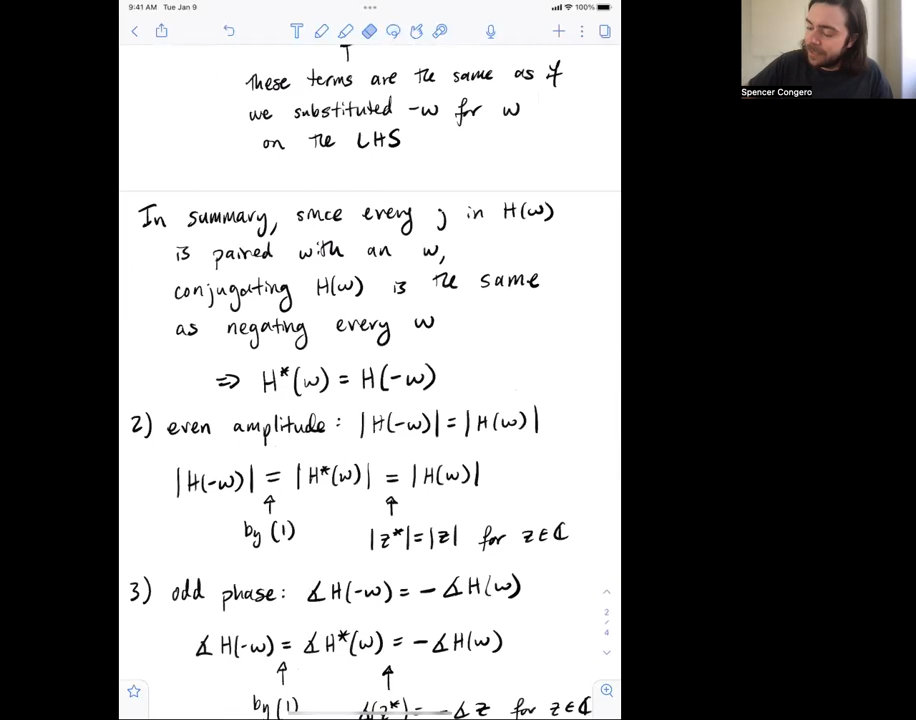 9:41 AM Tue Jan 9
100%
T
These terms are the same as if
we substituted -ω for ω
on the LHS
In summary, since every j in H(ω)
is paired with an ω,
conjugating H(ω) is the same
as negating every ω
⇒ H*(ω) = H(-ω)
2) even amplitude: |H(-ω)| = |H(ω)|
|H(-ω)| = |H*(ω)| = |H(ω)|
by (1) |z*|=|z| for z∈ℂ
3) odd phase: ∡H(-ω) = -∡H(ω)
∡H(-ω) = ∡H*(ω) = -∡H(ω)
by (1) ∡(z*) = -∡z for z∈ℂ
2
/
4
Spencer Congero